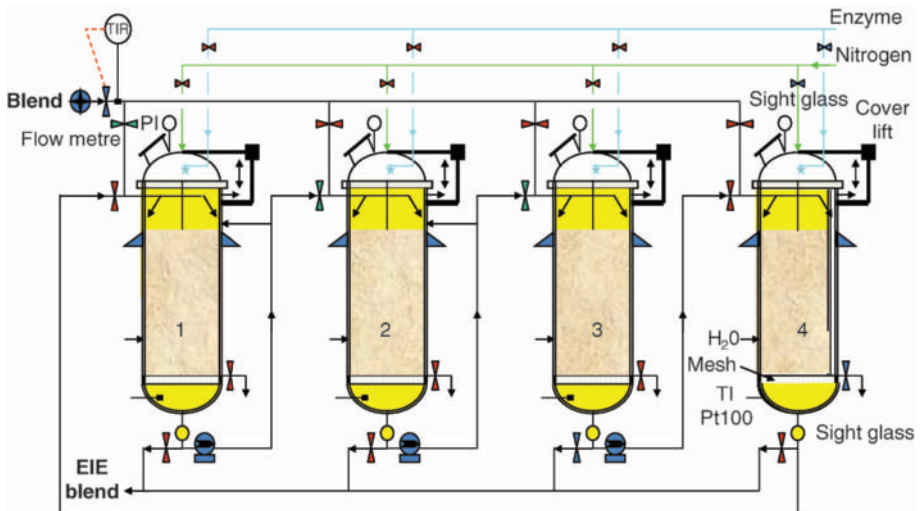 Enzyme
TIR
Nitrogen
Blend
Sight glass
Cover
lift
Flow metre
PI
1
2
3
4
H20
Mesh
TI
Pt100
Sight glass
EIE
blend